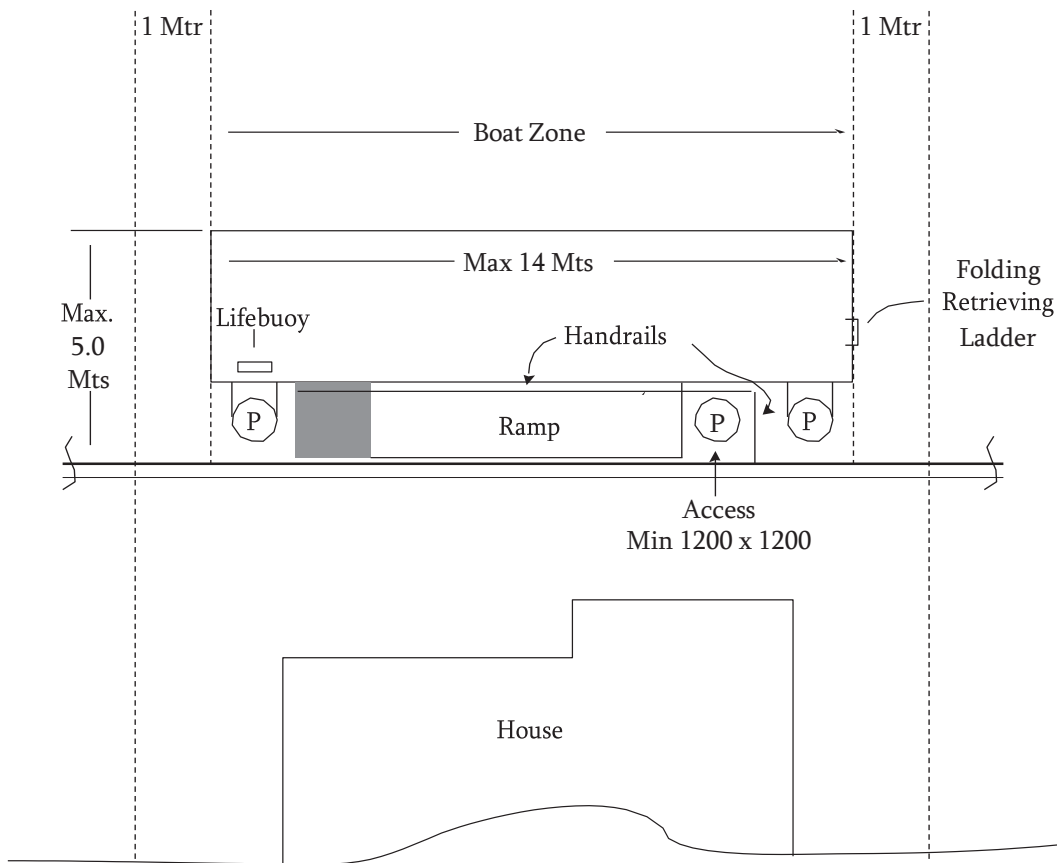 1 Mtr
1 Mtr
Boat Zone
Max 14 Mts
Folding
Retrieving
Ladder
Max.
5.0
Mts
Lifebuoy
Handrails
P
Ramp
P
P
Access
Min 1200 x 1200
House